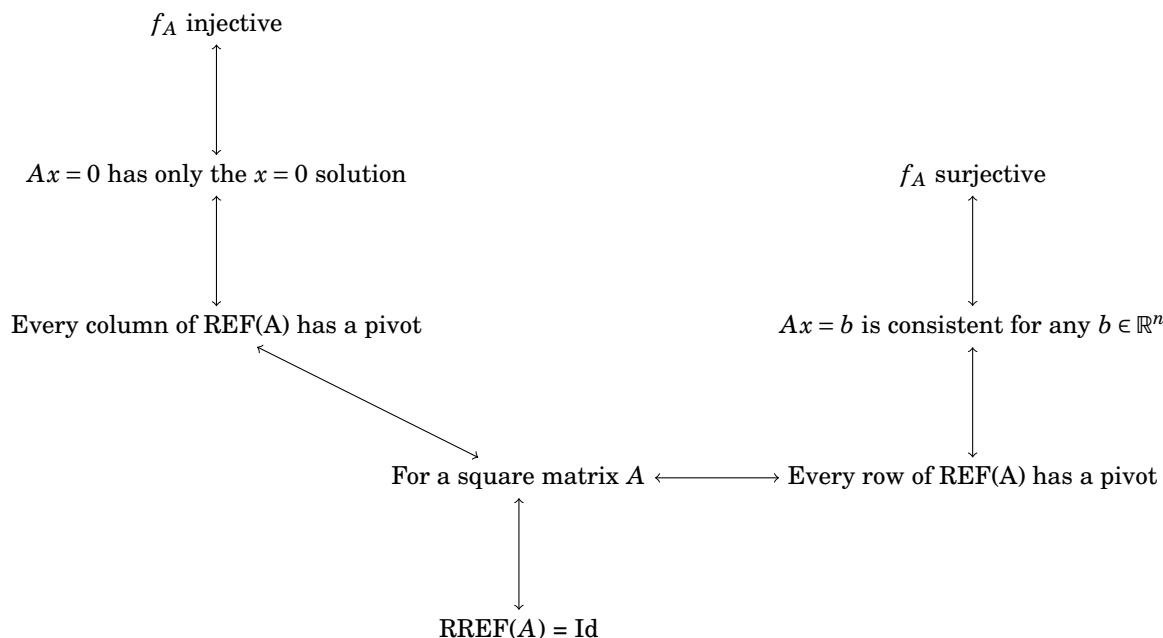 f_A injective
Ax = 0 has only the x = 0 solution
f_A surjective
Every column of REF(A) has a pivot
Ax = b is consistent for any b ∈ ℝⁿ
For a square matrix A
Every row of REF(A) has a pivot
RREF(A) = Id